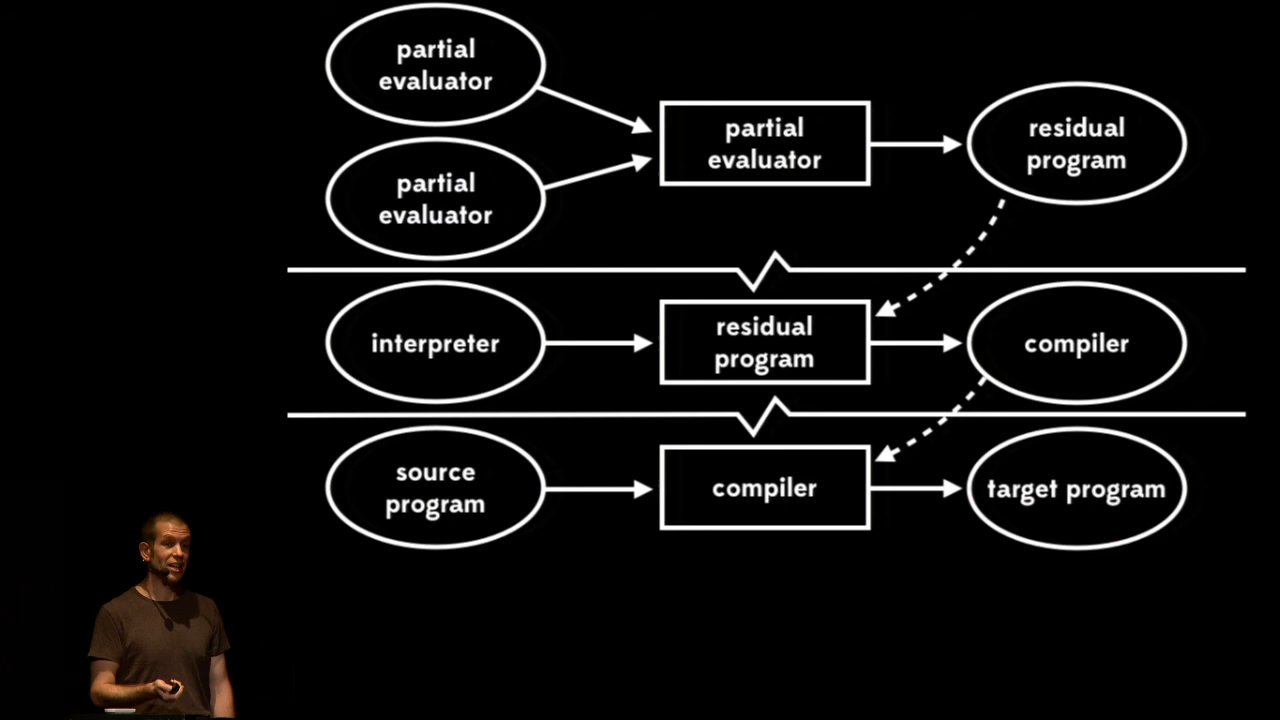 partial
evaluator
partial
evaluator
residual
program
partial
evaluator
interpreter
residual
program
compiler
source
program
compiler
target program